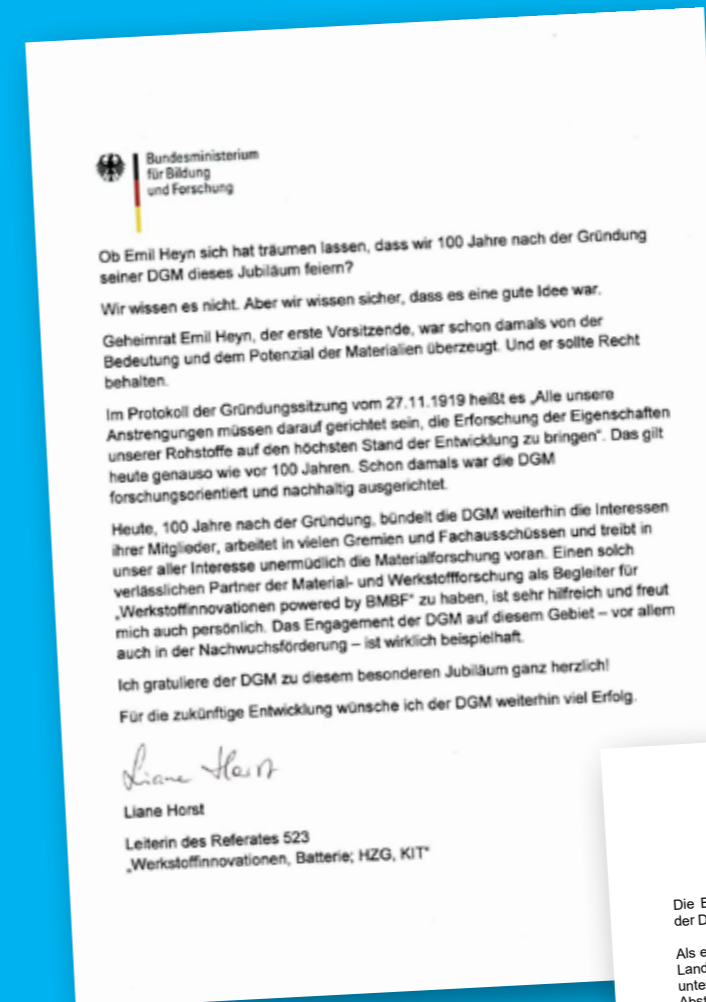 Bundesministerium
für Bildung
und Forschung
Ob Emil Heyn sich hat träumen lassen, dass wir 100 Jahre nach der Gründung
seiner DGM dieses Jubiläum feiern?
Wir wissen es nicht. Aber wir wissen sicher, dass es eine gute Idee war.
Geheimrat Emil Heyn, der erste Vorsitzende, war schon damals von der
Bedeutung und dem Potenzial der Materialien überzeugt. Und er sollte Recht
behalten.
Im Protokoll der Gründungssitzung vom 27.11.1919 heißt es „Alle unsere
Anstrengungen müssen darauf gerichtet sein, die Erforschung der Eigenschaften
unserer Rohstoffe auf den höchsten Stand der Entwicklung zu bringen“. Das gilt
heute genauso wie vor 100 Jahren. Schon damals war die DGM
forschungsorientiert und nachhaltig ausgerichtet.
Heute, 100 Jahre nach der Gründung, bündelt die DGM weiterhin die Interessen
ihrer Mitglieder, arbeitet in vielen Gremien und Fachausschüssen und treibt in
unser aller Interesse unermüdlich die Materialforschung voran. Einen solch
verlässlichen Partner der Material- und Werkstoffforschung als Begleiter für
„Werkstoffinnovationen powered by BMBF“ zu haben, ist sehr hilfreich und freut
mich auch persönlich. Das Engagement der DGM auf diesem Gebiet – vor allem
auch in der Nachwuchsförderung – ist wirklich beispielhaft.
Ich gratuliere der DGM zu diesem besonderen Jubiläum ganz herzlich!
Für die zukünftige Entwicklung wünsche ich der DGM weiterhin viel Erfolg.
Liane Horst
Liane Horst
Leiterin des Referates 523
„Werkstoffinnovationen, Batterie; HZG, KIT“
Die
der
Als